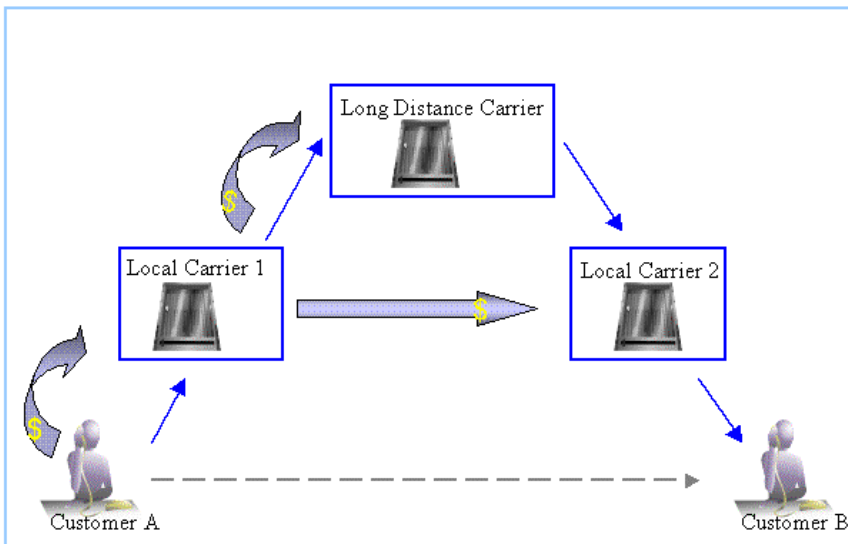 Long Distance Carrier
$
Local Carrier 1
Local Carrier 2
$
$
Customer A
Customer B